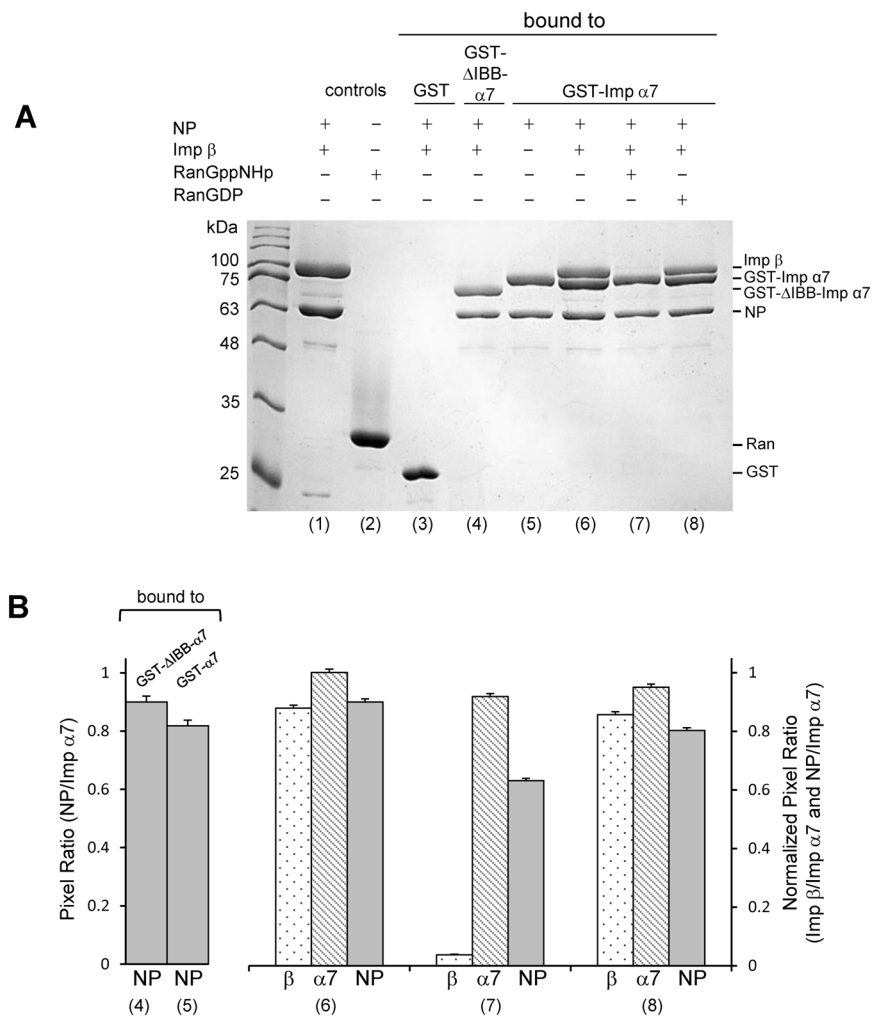 bound to
A
controls
GST
GST-
ΔIBB-
α7
GST-Imp α7
NP + – + + + + + +
Imp β + – + + – + + +
RanGppNHp – + – – – – + –
RanGDP – – – – – – – +
kDa
100
75
63
48
35
25
Imp β
GST-Imp α7
GST-ΔIBB-Imp α7
NP
Ran
GST
(1) (2) (3) (4) (5) (6) (7) (8)
B
bound to
GST-ΔIBB-α7
GST-α7
Pixel Ratio (NP/Imp α7)
1
0.8
0.6
0.4
0.2
0
NP NP
(4) (5)
β α7 NP
(6)
β α7 NP
(7)
β α7 NP
(8)
1
0.8
0.6
0.4
0.2
0
Normalized Pixel Ratio
(Imp β/Imp α7 and NP/Imp α7)